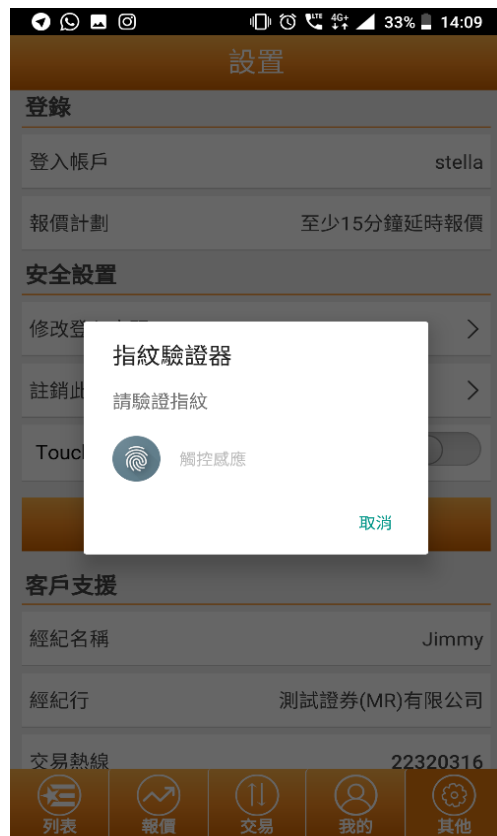 LTE 4G+ 33% 14:09
設置
登錄
登入帳戶 stella
報價計劃 至少15分鐘延時報價
安全設置
修改登
指紋驗證器
註銷此
請驗證指紋
Touc
觸控感應
取消
客戶支援
經紀名稱 Jimmy
經紀行 測試證券(MR)有限公司
交易熱線 22320316
列表 報價 交易 我的 其他